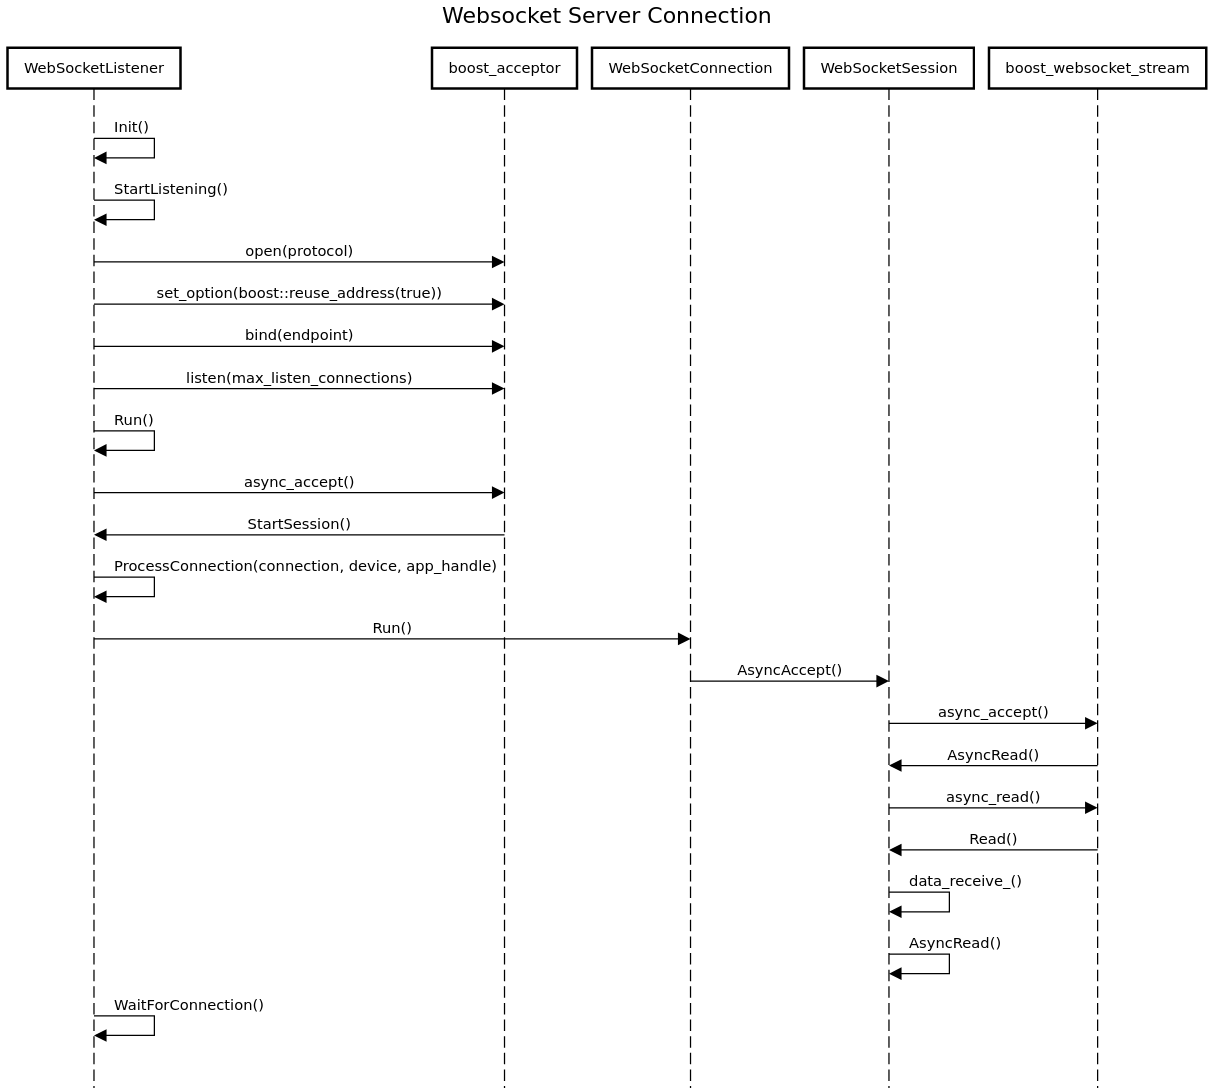 Websocket Server Connection
WebSocketListener
boost_acceptor
WebSocketConnection
WebSocketSession
boost_websocket_stream
Init()
StartListening()
open(protocol)
set_option(boost::reuse_address(true))
bind(endpoint)
listen(max_listen_connections)
Run()
async_accept()
StartSession()
ProcessConnection(connection, device, app_handle)
Run()
AsyncAccept()
async_accept()
AsyncRead()
async_read()
Read()
data_receive_()
AsyncRead()
WaitForConnection()